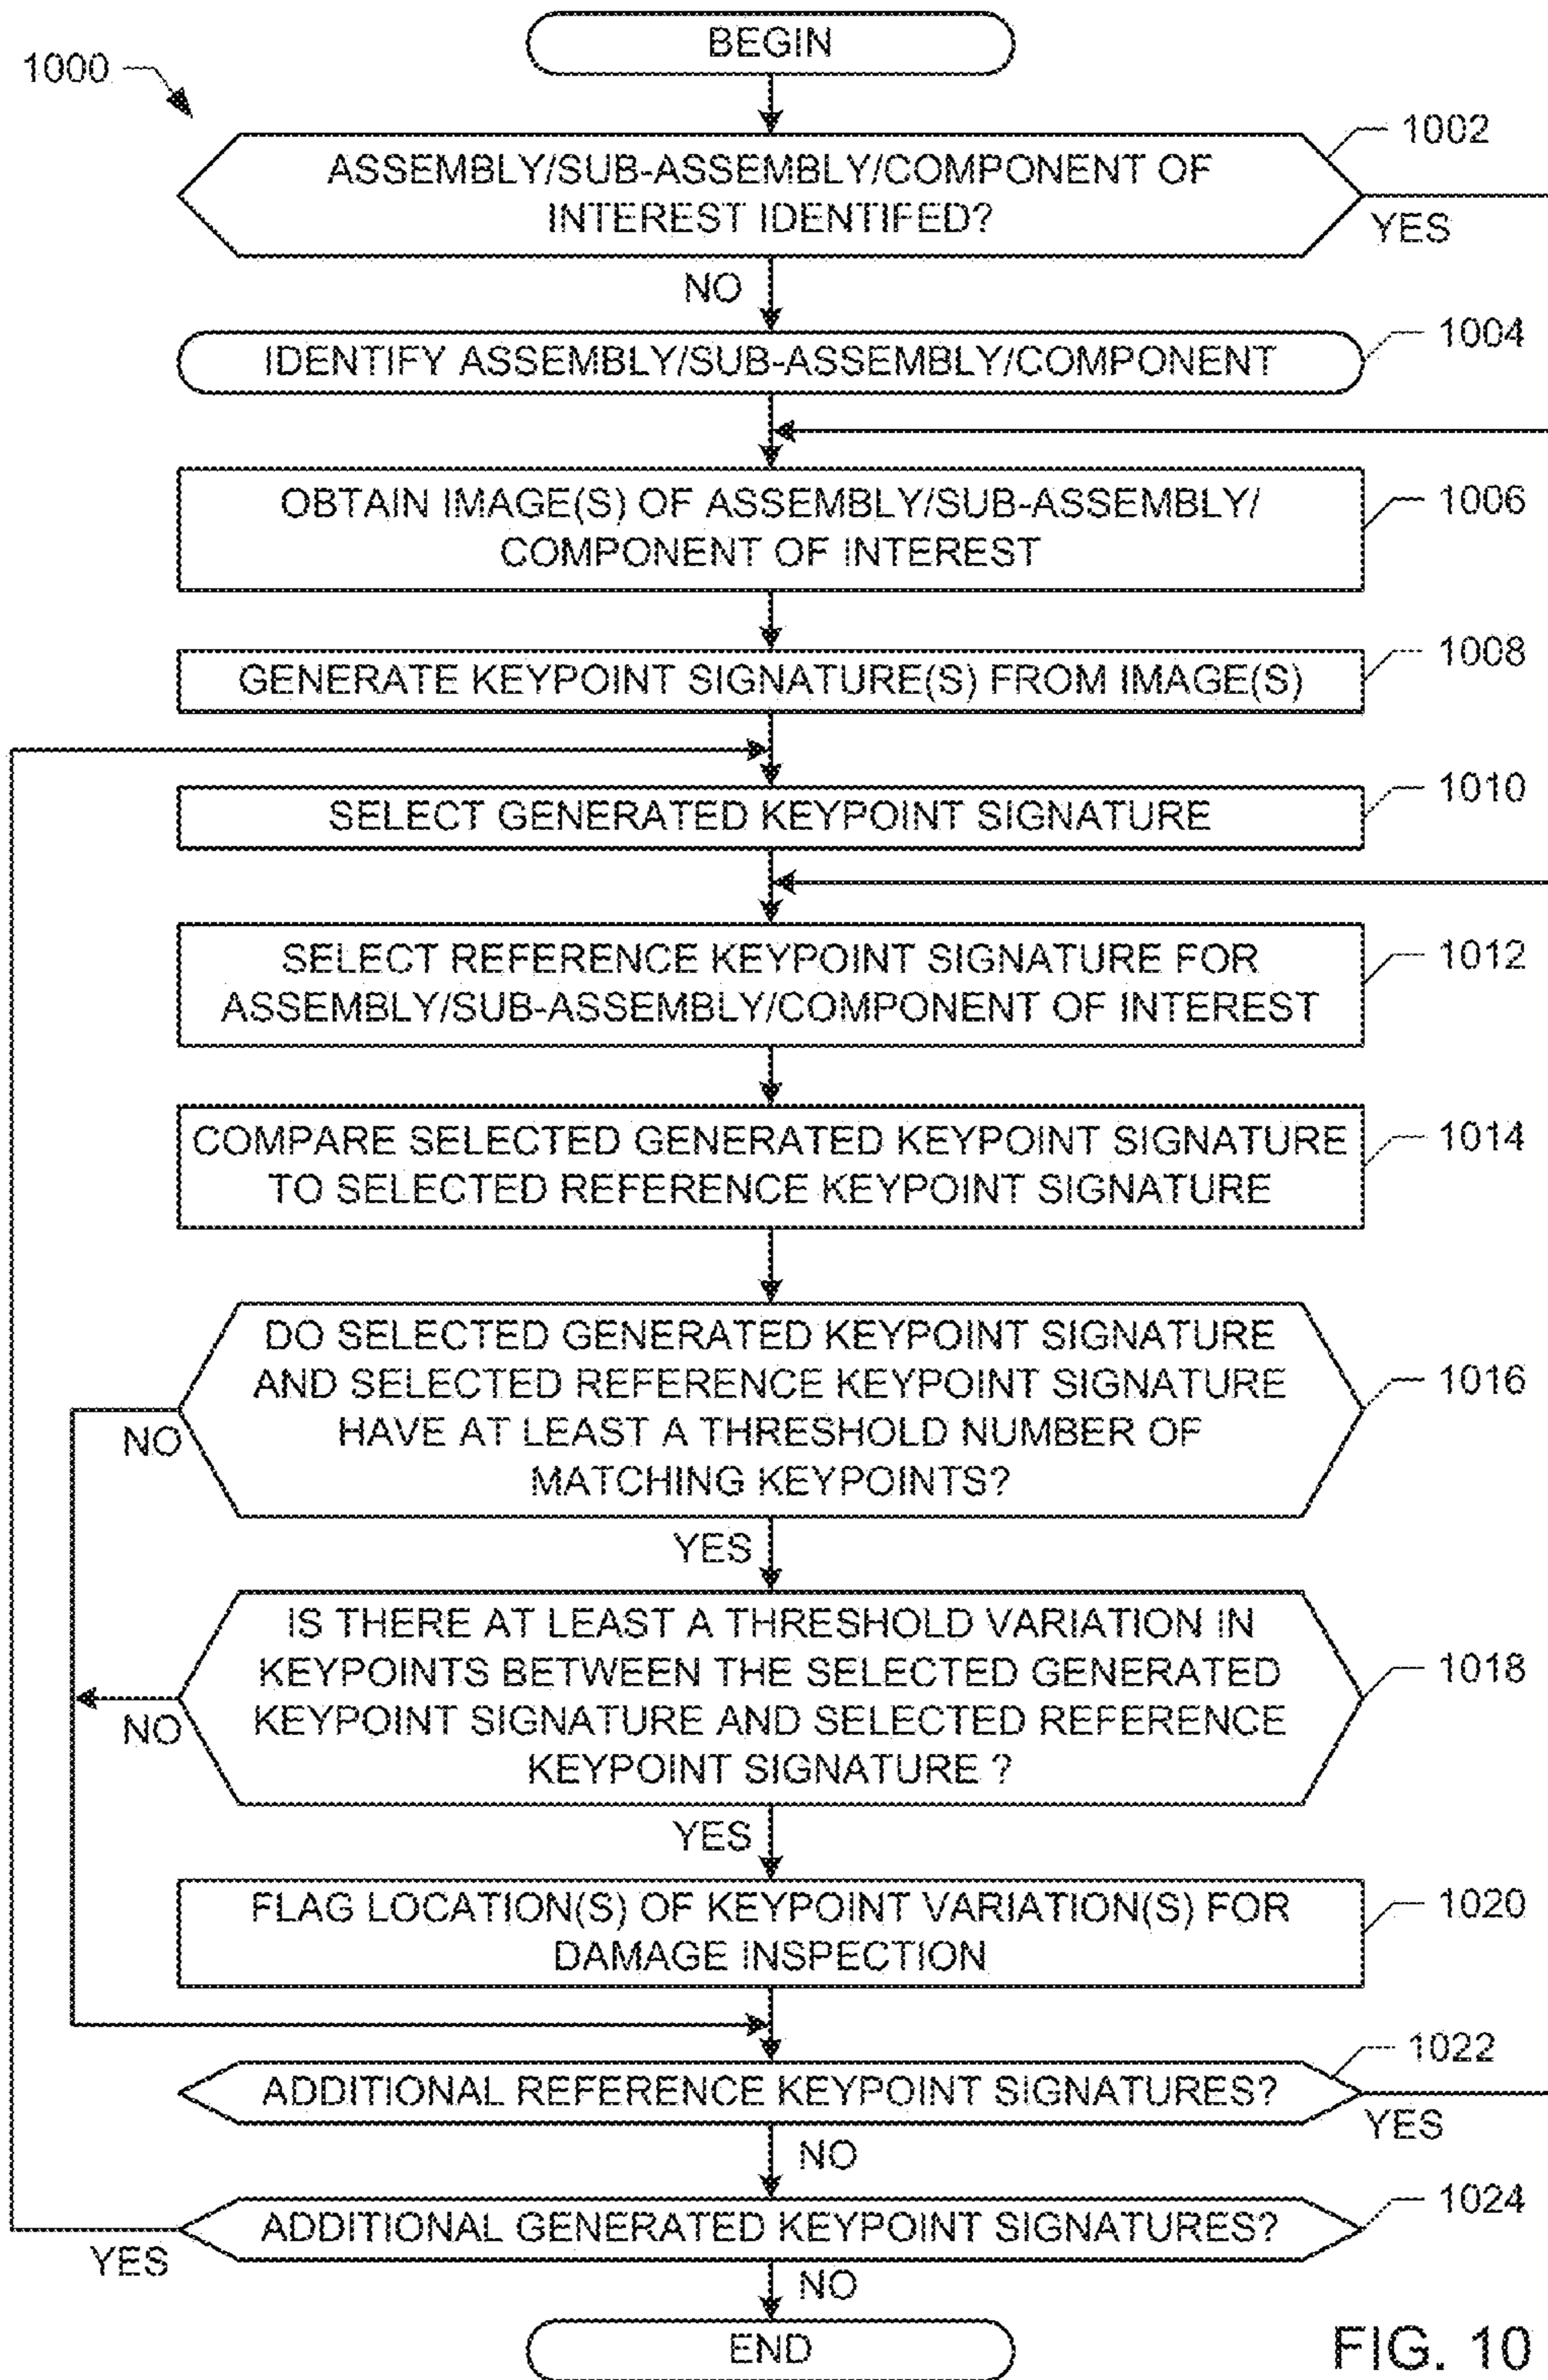 BEGIN
1000
1002
ASSEMBLY/SUB-ASSEMBLY/COMPONENT OF
INTEREST IDENTIFED?
YES
NO
1004
IDENTIFY ASSEMBLY/SUB-ASSEMBLY/COMPONENT
OBTAIN IMAGE(S) OF ASSEMBLY/SUB-ASSEMBLY/
COMPONENT OF INTEREST
1006
GENERATE KEYPOINT SIGNATURE(S) FROM IMAGE(S)
1008
SELECT GENERATED KEYPOINT SIGNATURE
1010
SELECT REFERENCE KEYPOINT SIGNATURE FOR
ASSEMBLY/SUB-ASSEMBLY/COMPONENT OF INTEREST
1012
COMPARE SELECTED GENERATED KEYPOINT SIGNATURE
TO SELECTED REFERENCE KEYPOINT SIGNATURE
1014
DO SELECTED GENERATED KEYPOINT SIGNATURE
AND SELECTED REFERENCE KEYPOINT SIGNATURE
HAVE AT LEAST A THRESHOLD NUMBER OF
MATCHING KEYPOINTS?
1016
NO
YES
IS THERE AT LEAST A THRESHOLD VARIATION IN
KEYPOINTS BETWEEN THE SELECTED GENERATED
KEYPOINT SIGNATURE AND SELECTED REFERENCE
KEYPOINT SIGNATURE ?
1018
NO
YES
FLAG LOCATION(S) OF KEYPOINT VARIATION(S) FOR
DAMAGE INSPECTION
1020
1022
ADDITIONAL REFERENCE KEYPOINT SIGNATURES?
YES
NO
1024
ADDITIONAL GENERATED KEYPOINT SIGNATURES?
YES
NO
END
FIG. 10